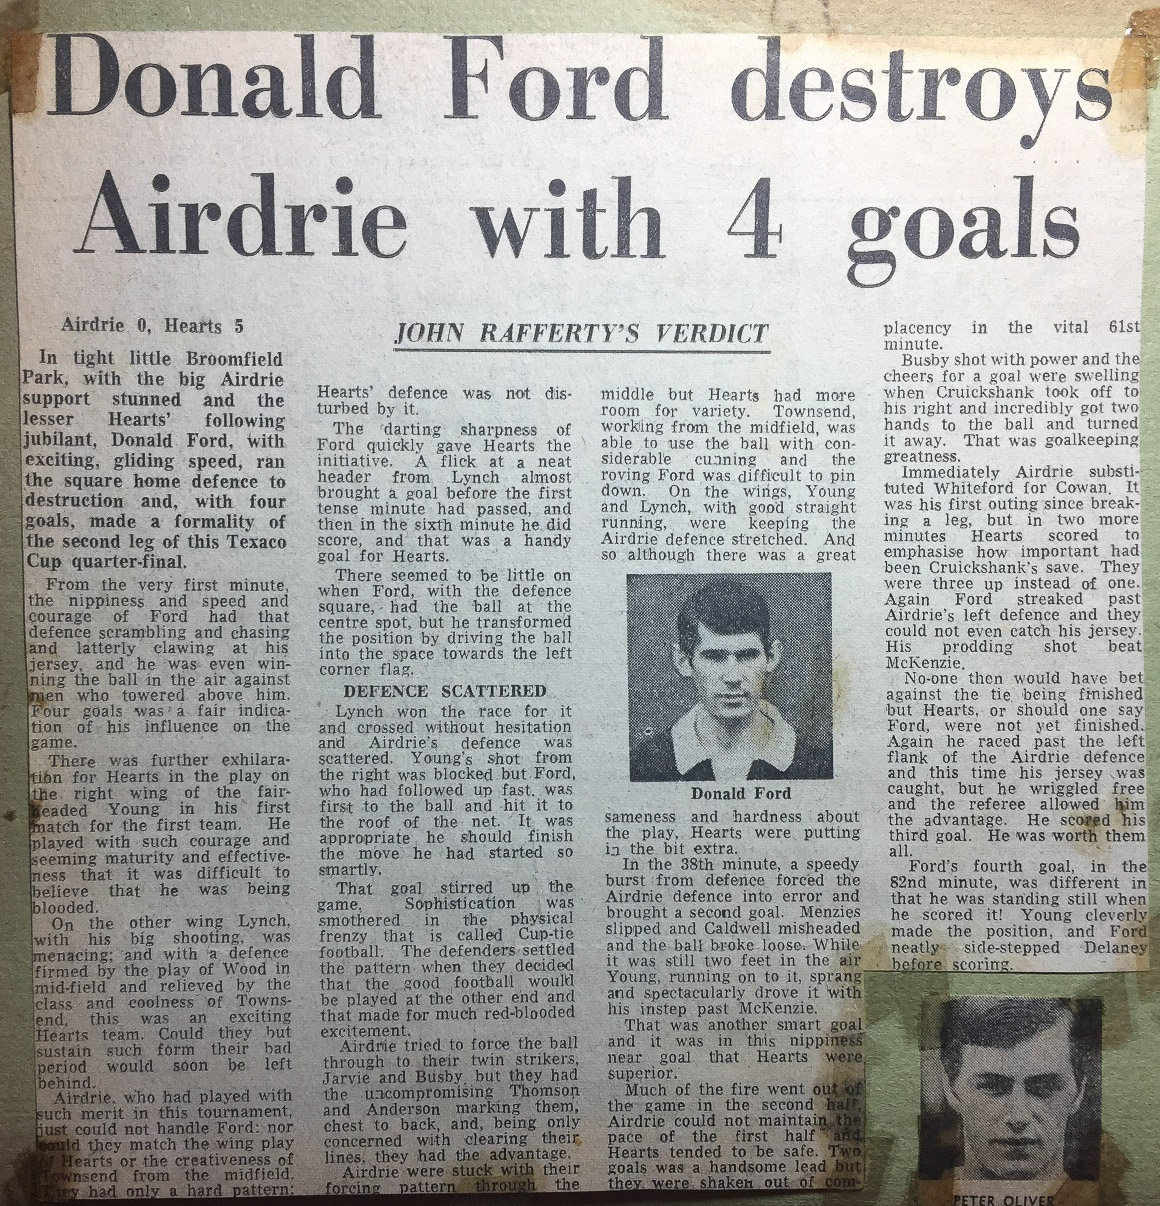 Donald Ford destroys
Airdrie with 4 goals
Airdrie 0, Hearts 5
In tight little Broomfield
Park, with the big Airdrie
support stunned and the
lesser Hearts' following
jubilant, Donald Ford, with
exciting, gliding speed, ran
the square home defence to
destruction and, with four
goals, made a formality of
the second leg of this Texaco
Cup quarter-final.
From the very first minute,
the nippiness and speed and
courage of Ford had that
defence scrambling and chasing
and latterly clawing at his
jersey, and he was even win-
ning the ball in the air against
men who towered above him.
Four goals was a fair indica-
tion of his influence on the
game.
There was further exhilara-
tion for Hearts in the play on
the right wing of the fair-
headed Young in his first
match for the first team. He
played with such courage and
seeming maturity and effective-
ness that it was difficult to
believe that he was being
blooded.
On the other wing Lynch,
with his big shooting, was
menacing; and with a defence
firmed by the play of Wood in
mid-field and relieved by the
class and coolness of Towns-
end, this was an exciting
Hearts team. Could they but
sustain such form their bad
period would soon be left
behind.
Airdrie, who had played with
such merit in this tournament,
just could not handle Ford: nor
could they match the wing play
of Hearts or the creativeness of
Townsend from the midfield.
They had only a hard pattern;
JOHN RAFFERTY'S VERDICT
Hearts' defence was not dis-
turbed by it.
The darting sharpness of
Ford quickly gave Hearts the
initiative. A flick at a neat
header from Lynch almost
brought a goal before the first
tense minute had passed, and
then in the sixth minute he did
score, and that was a handy
goal for Hearts.
There seemed to be little on
when Ford, with the defence
square, had the ball at the
centre spot, but he transformed
the position by driving the ball
into the space towards the left
corner flag.
DEFENCE SCATTERED
Lynch won the race for it
and crossed without hesitation
and Airdrie's defence was
scattered. Young's shot from
the right was blocked but Ford,
who had followed up fast, was
first to the ball and hit it to
the roof of the net. It was
appropriate he should finish
the move he had started so
smartly.
That goal stirred up the
game. Sophistication was
smothered in the physical
frenzy that is called Cup-tie
football. The defenders settled
the pattern when they decided
that the good football would
be played at the other end and
that made for much red-blooded
excitement.
Airdrie tried to force the ball
through to their twin strikers,
Jarvie and Busby, but they had
the uncompromising Thomson
and Anderson marking them,
chest to back, and, being only
concerned with clearing their
lines, they had the advantage.
Airdrie were stuck with their
forcing pattern through the
middle but Hearts had more
room for variety. Townsend,
working from the midfield, was
able to use the ball with con-
siderable cunning and the
roving Ford was difficult to pin
down. On the wings, Young
and Lynch, with good straight
running, were keeping the
Airdrie defence stretched. And
so although there was a great
Donald Ford
sameness and hardness about
the play, Hearts were putting
in the bit extra.
In the 38th minute, a speedy
burst from defence forced the
Airdrie defence into error and
brought a second goal. Menzies
slipped and Caldwell misheaded
and the ball broke loose. While
it was still two feet in the air
Young, running on to it, sprang
and spectacularly drove it with
his instep past McKenzie.
That was another smart goal
and it was in this nippiness
near goal that Hearts were
superior.
Much of the fire went out of
the game in the second half.
Airdrie could not maintain the
pace of the first half and
Hearts tended to be safe. Two
goals was a handsome lead but
they were shaken out of com-
placency in the vital 61st
minute.
Busby shot with power and the
cheers for a goal were swelling
when Cruickshank took off to
his right and incredibly got two
hands to the ball and turned
it away. That was goalkeeping
greatness.
Immediately Airdrie substi-
tuted Whiteford for Cowan. It
was his first outing since break-
ing a leg, but in two more
minutes Hearts scored to
emphasise how important had
been Cruickshank's save. They
were three up instead of one.
Again Ford streaked past
Airdrie's left defence and they
could not even catch his jersey.
His prodding shot beat
McKenzie.
No-one then would have bet
against the tie being finished
but Hearts, or should one say
Ford, were not yet finished.
Again he raced past the left
flank of the Airdrie defence
and this time his jersey was
caught, but he wriggled free
and the referee allowed him
the advantage. He scored his
third goal. He was worth them
all.
Ford's fourth goal, in the
82nd minute, was different in
that he was standing still when
he scored it! Young cleverly
made the position, and Ford
neatly side-stepped Delaney
before scoring.
PETER OLIVER